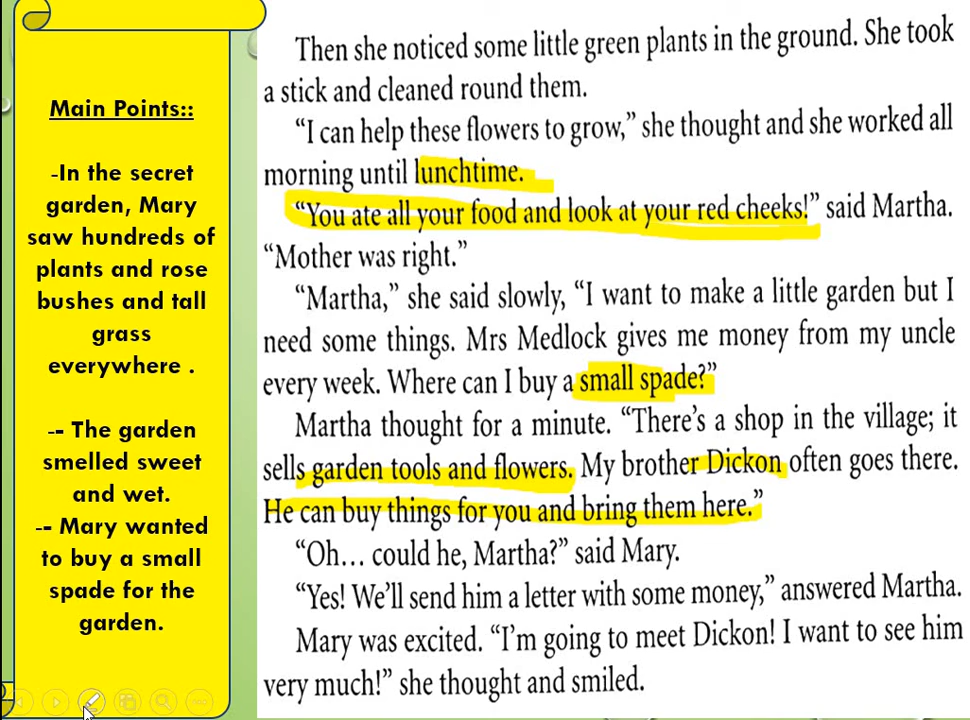 Main Points::
-In the secret
garden, Mary
saw hundreds of
plants and rose
bushes and tall
grass
everywhere .
-- The garden
smelled sweet
and wet.
-- Mary wanted
to buy a small
spade for the
garden.
Then she noticed some little green plants in the ground. She took
a stick and cleaned round them.
“I can help these flowers to grow,” she thought and she worked all
morning until lunchtime.
“You ate all your food and look at your red cheeks!” said Martha.
“Mother was right.”
“Martha,” she said slowly, “I want to make a little garden but I
need some things. Mrs Medlock gives me money from my uncle
every week. Where can I buy a small spade?”
Martha thought for a minute. “There’s a shop in the village; it
sells garden tools and flowers. My brother Dickon often goes there.
He can buy things for you and bring them here.”
“Oh... could he, Martha?” said Mary.
“Yes! We’ll send him a letter with some money,” answered Martha.
Mary was excited. “I’m going to meet Dickon! I want to see him
very much!” she thought and smiled.